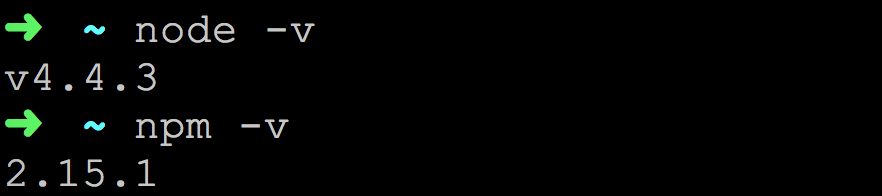 ➜ ~ node -v
v4.4.3
➜ ~ npm -v
2.15.1